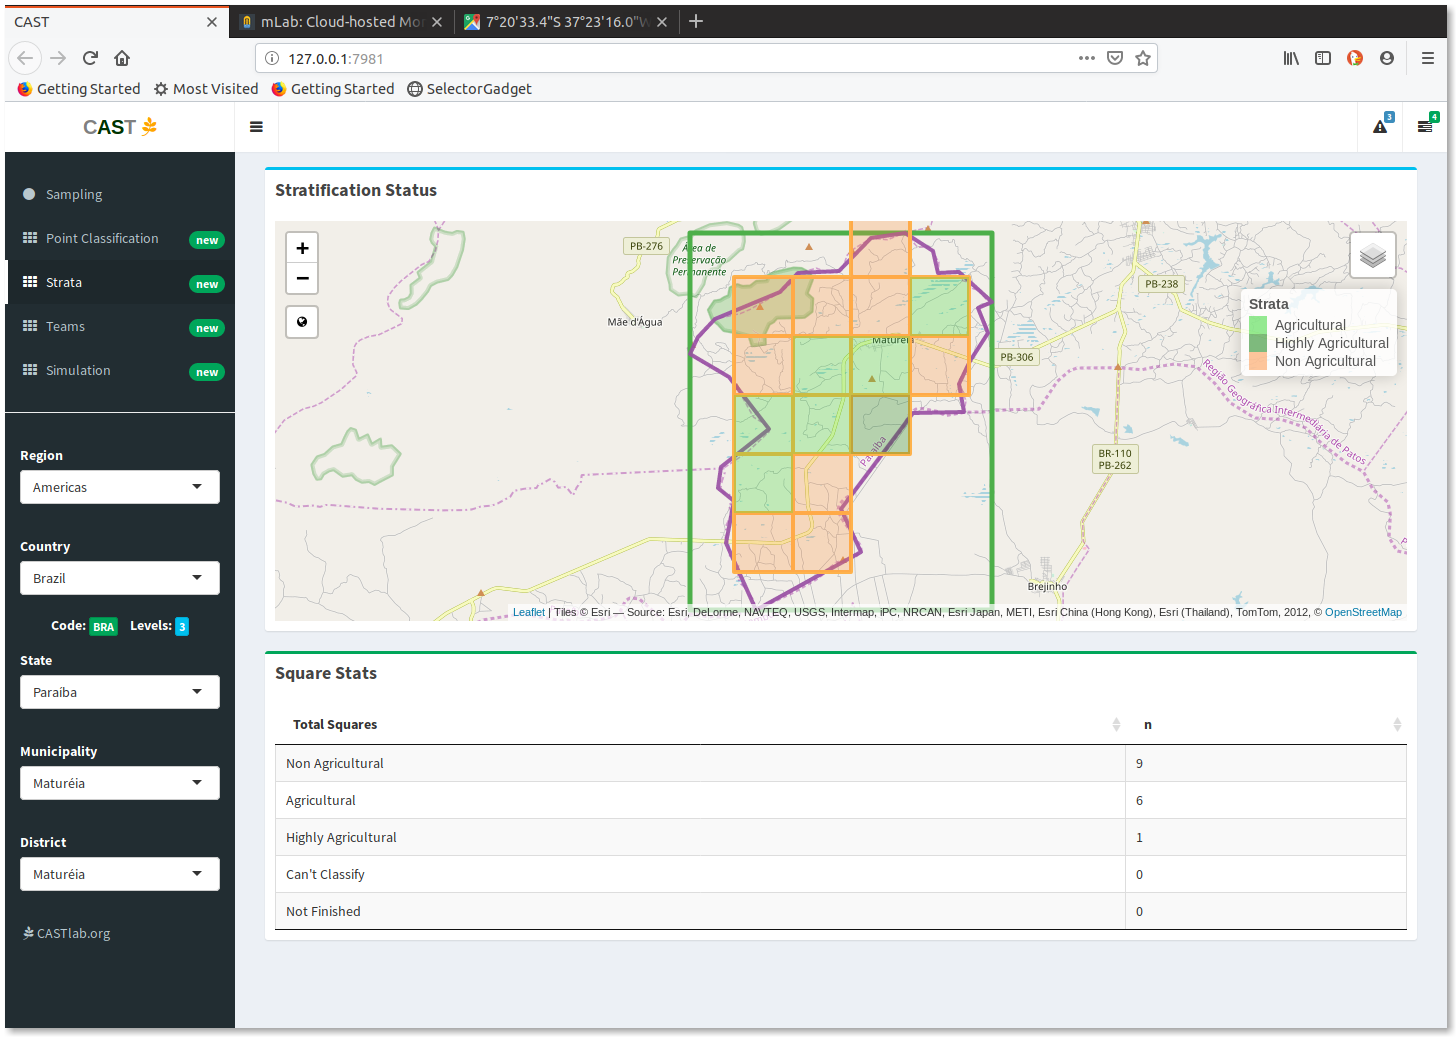 CAST
mLab: Cloud-hosted Mo
7°20'33.4"S 37°23'16.0"W
127.0.0.1:7981
Getting Started
Most Visited
Getting Started
SelectorGadget
CAST
3
4
Sampling
Point Classification new
Strata new
Teams new
Simulation new
Region
Americas
Country
Brazil
Code: BRA Levels: 3
State
Paraíba
Municipality
Maturéia
District
Maturéia
CASTlab.org
Stratification Status
+
−
PB-276
Área de
Preservação
Permanente
Mãe d'Água
PB-238
Strata
Agricultural
Highly Agricultural
Non Agricultural
PB-306
Região Geográfica Intermediária de Patos
BR-110
PB-262
Brejinho
Leaflet | Tiles © Esri — Source: Esri, DeLorme, NAVTEQ, USGS, Intermap, iPC, NRCAN, Esri Japan, METI, Esri China (Hong Kong), Esri (Thailand), TomTom, 2012, © OpenStreetMap
Square Stats
Total Squares n
Non Agricultural 9
Agricultural 6
Highly Agricultural 1
Can't Classify 0
Not Finished 0